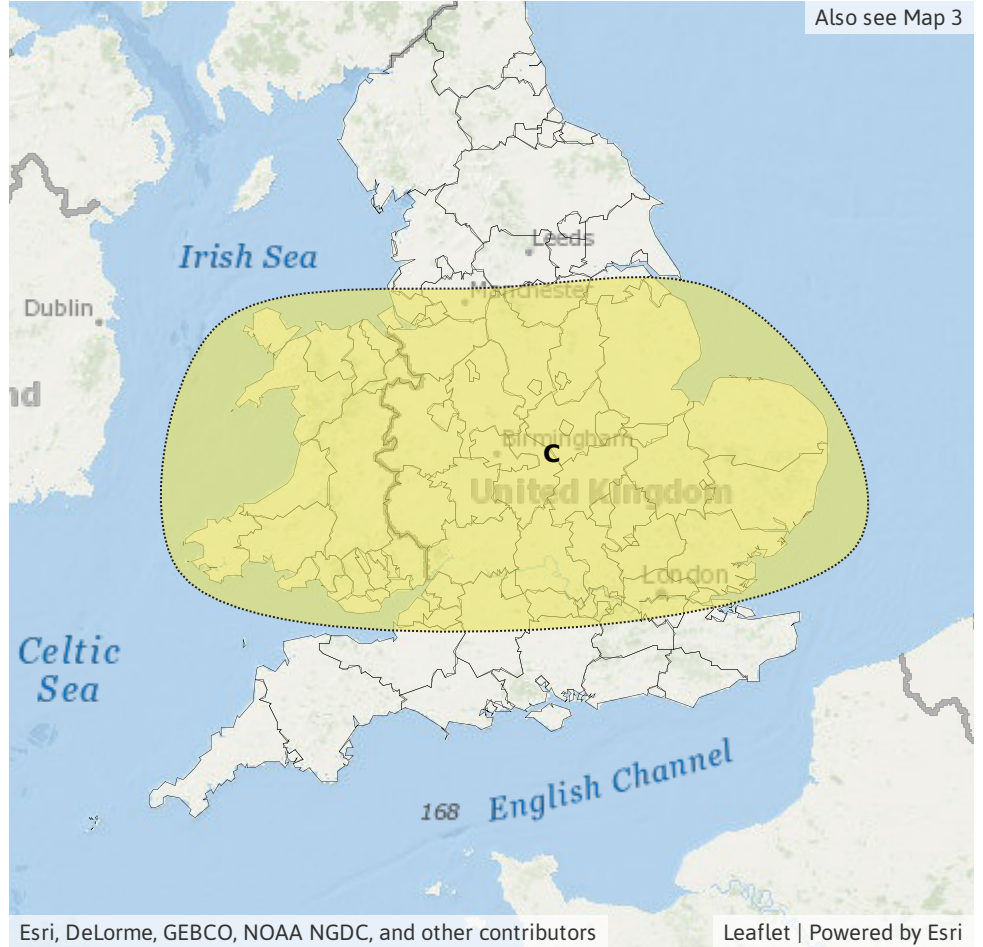 Also see Map 3
Leeds
Irish Sea
Manchester
Dublin
nd
Birmingham
C
United Kingdom
London
Celtic
Sea
English Channel
168
Esri, DeLorme, GEBCO, NOAA NGDC, and other contributors
Leaflet | Powered by Esri